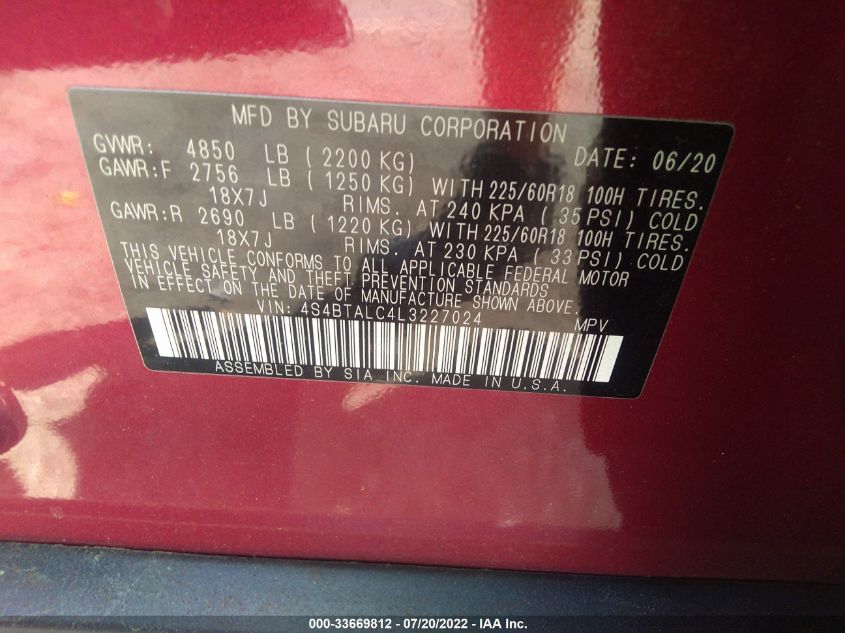 MFD BY SUBARU CORPORATION
GVWR: 4850 LB (2200 KG) DATE: 06/20
GAWR:F 2756 LB (1250 KG) WITH 225/60R18 100H TIRES.
18X7J RIMS. AT 240 KPA (35 PSI) COLD
GAWR:R 2690 LB (1220 KG) WITH 225/60R18 100H TIRES.
18X7J RIMS. AT 230 KPA (33 PSI) COLD.
THIS VEHICLE CONFORMS TO ALL APPLICABLE FEDERAL MOTOR
VEHICLE SAFETY AND THEFT PREVENTION STANDARDS
IN EFFECT ON THE DATE OF MANUFACTURE SHOWN ABOVE.
VIN: 4S4BTALC4L3227024 MPV
ASSEMBLED BY SIA INC. MADE IN U.S.A.
000-33669812 - 07/20/2022 - IAA Inc.